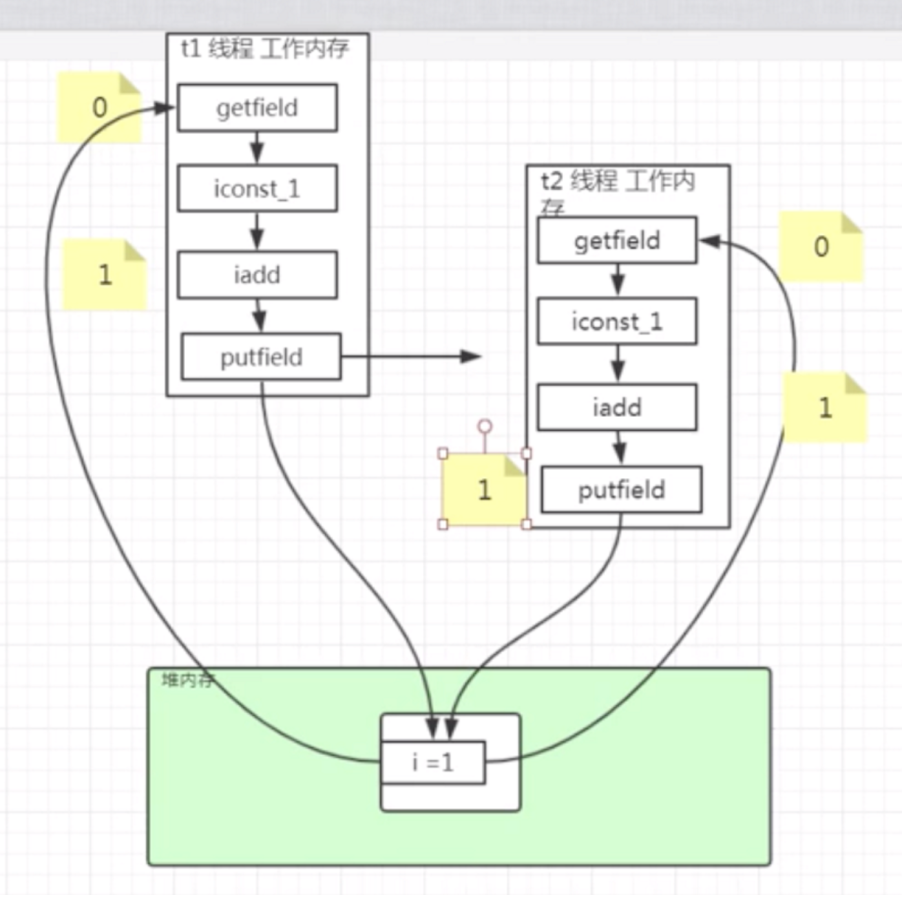 t1 线程 工作内存
0
getfield
iconst_1
1
iadd
putfield
t2 线程 工作内
存
getfield
0
iconst_1
iadd
1
1
putfield
堆内存
i =1